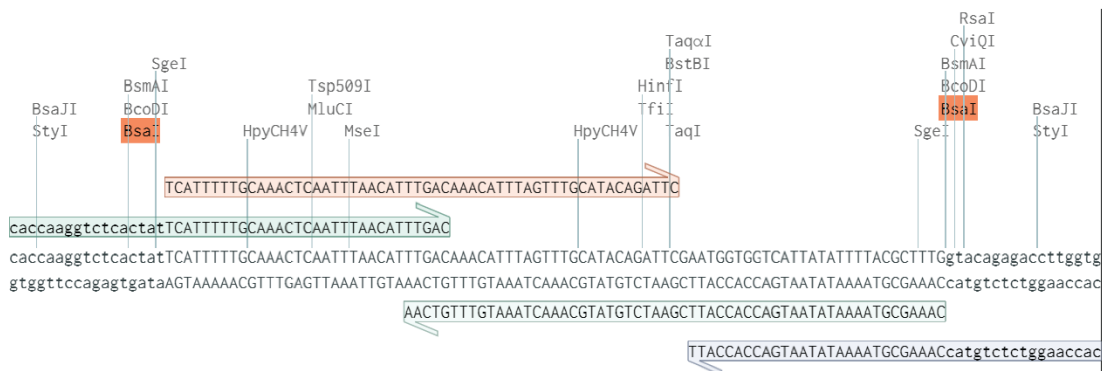 RsaI
TaqαI CviQI
SgeI BstBI BsmAI
BsmAI Tsp509I HinfI BcoDI
BsaJI BcoDI MluCI TfiI BsaI BsaJI
StyI BsaI HpyCH4V MseI HpyCH4V TaqI SgeI StyI
TCATTTTTGCAAACTCAATTTAACATTTGACAAACATTTAGTTTGCATACAGATTC
caccaaggtctcactatTCATTTTTGCAAACTCAATTTAACATTTGAC
caccaaggtctcactatTCATTTTTGCAAACTCAATTTAACATTTGACAAACATTTAGTTTGCATACAGATTCGAATGGTGGTCATTATATTTTACGCTTTGgtacagagaccttggtg
gtggttccagagtgataAGTAAAAACGTTTGAGTTAAATTGTAAACTGTTTGTAAATCAAACGTATGTCTAAGCTTACCACCAGTAATATAAAATGCGAAACcatgtctctggaaccac
AACTGTTTGTAAATCAAACGTATGTCTAAGCTTACCACCAGTAATATAAAATGCGAAAC
TTACCACCAGTAATATAAAATGCGAAACcatgtctctggaaccac